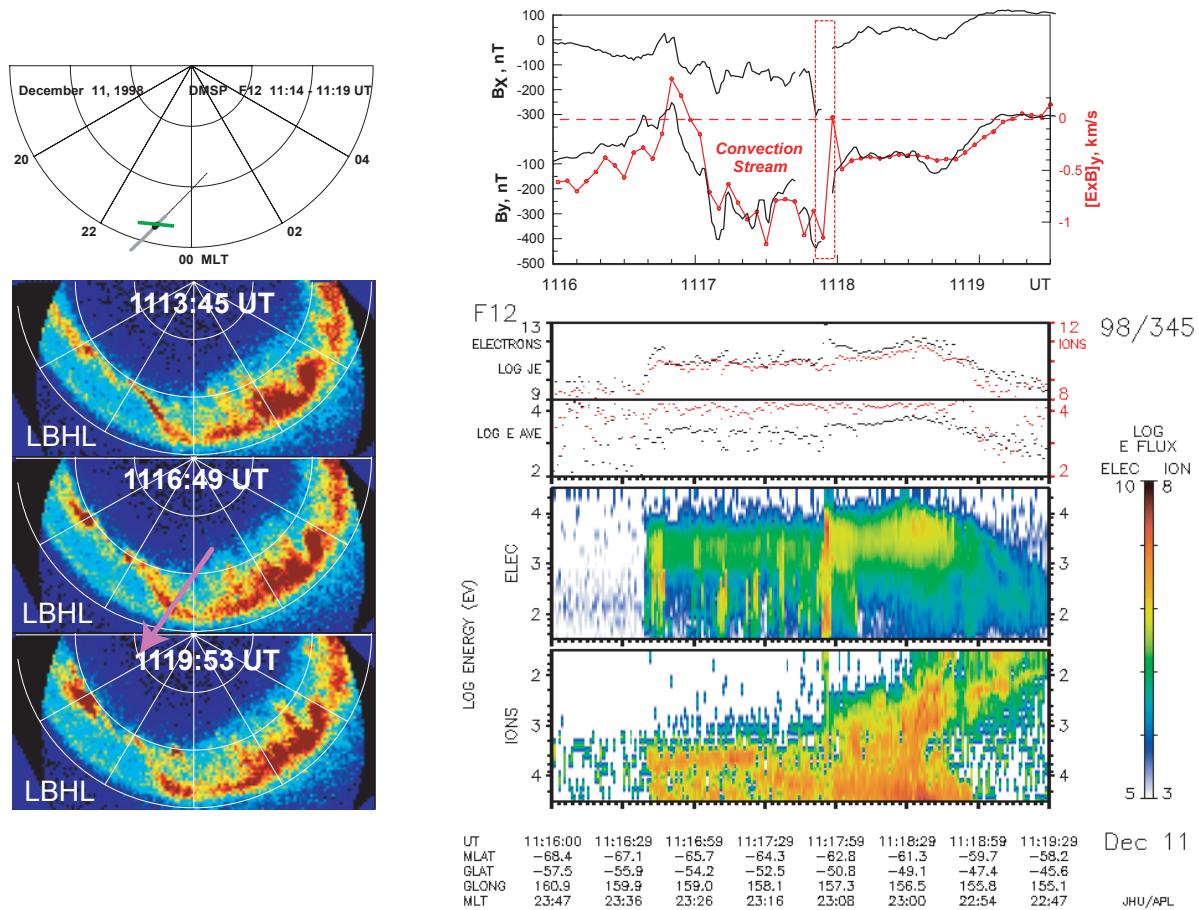 December 11, 1998 DMSP F12 11:14 - 11:19 UT
20
04
22
02
00 MLT
1113:45 UT
LBHL
1116:49 UT
LBHL
1119:53 UT
LBHL
Bx, nT
100
0
-100
-200
-300
By, nT
-100
-200
-300
-400
-500
Convection
Stream
0
-0.5
-1
[ExB]y, km/s
1116
1117
1118
1119
UT
F12
98/345
13
ELECTRONS
LOG JE
9
12
IONS
8
4
LOG E AVE
2
4
2
LOG ENERGY (EV)
ELEC
4
3
2
IONS
2
3
4
LOG
E FLUX
ELEC ION
10 8
5 3
UT 11:16:00 11:16:29 11:16:59 11:17:29 11:17:59 11:18:29 11:18:59 11:19:29
MLAT -68.4 -67.1 -65.7 -64.3 -62.8 -61.3 -59.7 -58.2
GLAT -57.5 -55.9 -54.2 -52.5 -50.8 -49.1 -47.4 -45.6
GLONG 160.9 159.9 159.0 158.1 157.3 156.5 155.8 155.1
MLT 23:47 23:36 23:26 23:16 23:08 23:00 22:54 22:47
Dec 11
JHU/APL